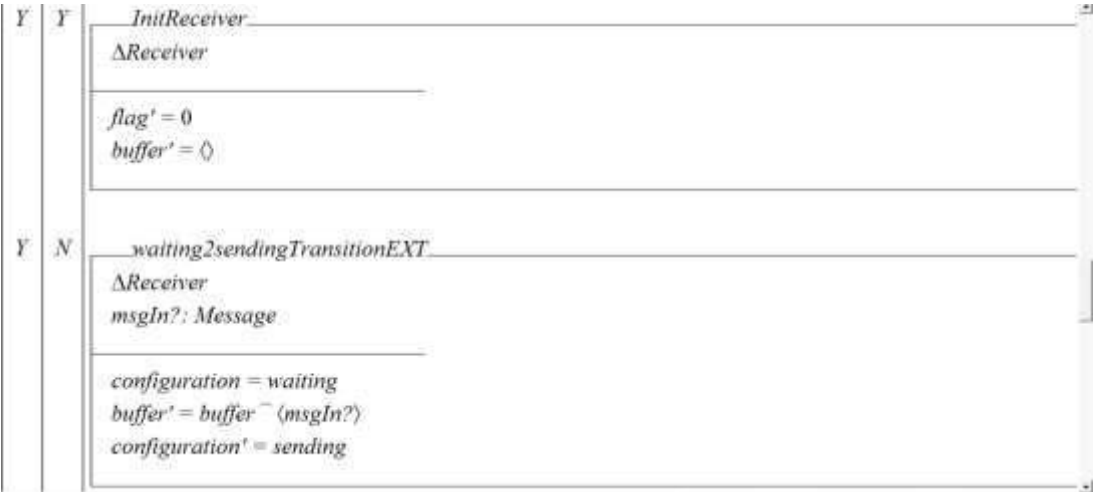 Y Y InitReceiver
ΔReceiver
flag' = 0
buffer' = ⟨⟩
Y N waiting2sendingTransitionEXT
ΔReceiver
msgIn?: Message
configuration = waiting
buffer' = buffer ⁀ ⟨msgIn?⟩
configuration' = sending